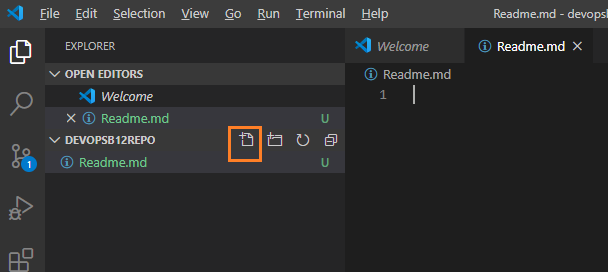 File Edit Selection View Go Run Terminal Help Readme.md - devopsb
EXPLORER
OPEN EDITORS
Welcome
Readme.md U
DEVOPSB12REPO
Readme.md U
1
Welcome Readme.md
Readme.md
1